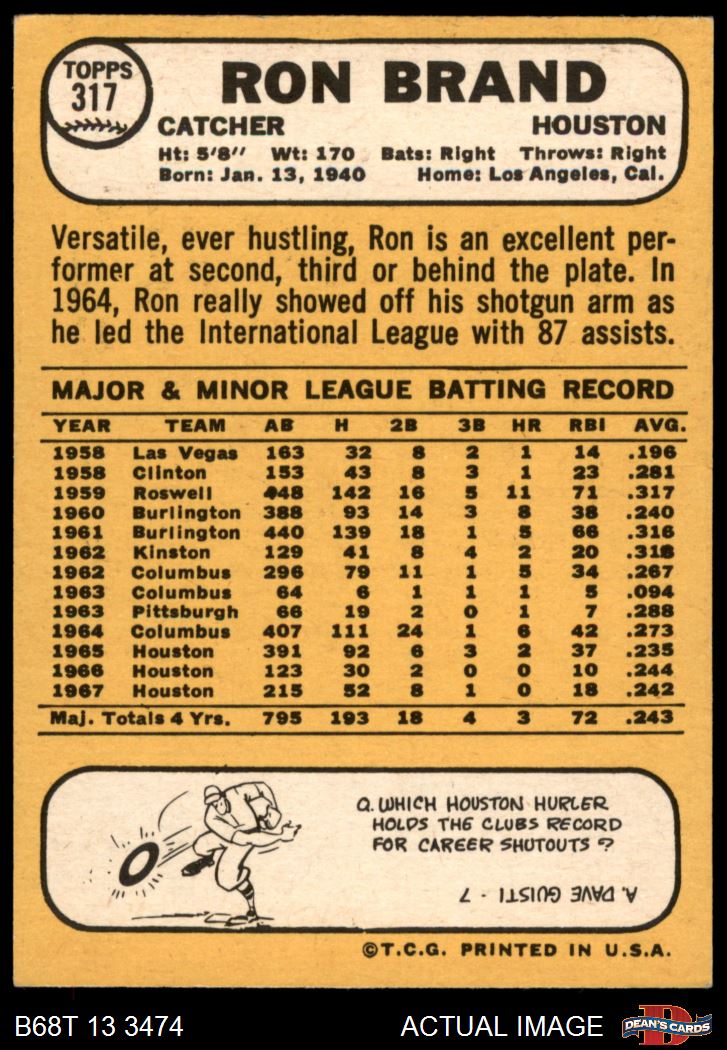 TOPPS
317
RON BRAND
CATCHER HOUSTON
Ht: 5'8" Wt: 170 Bats: Right Throws: Right
Born: Jan. 13, 1940 Home: Los Angeles, Cal.
Versatile, ever hustling, Ron is an excellent per-
former at second, third or behind the plate. In
1964, Ron really showed off his shotgun arm as
he led the International League with 87 assists.
MAJOR & MINOR LEAGUE BATTING RECORD
YEAR TEAM AB H 2B 3B HR RBI AVG.
1958 Las Vegas 163 32 8 2 1 14 .196
1958 Clinton 153 43 8 3 1 23 .281
1959 Roswell 448 142 16 5 11 71 .317
1960 Burlington 388 93 14 3 8 38 .240
1961 Burlington 440 139 18 1 5 66 .316
1962 Kinston 129 41 8 4 2 20 .318
1962 Columbus 296 79 11 1 5 34 .267
1963 Columbus 64 6 1 1 1 5 .094
1963 Pittsburgh 66 19 2 0 1 7 .288
1964 Columbus 407 111 24 1 6 42 .273
1965 Houston 391 92 6 3 2 37 .235
1966 Houston 123 30 2 0 0 10 .244
1967 Houston 215 52 8 1 0 18 .242
Maj. Totals 4 Yrs. 795 193 18 4 3 72 .243
Q. WHICH HOUSTON HURLER
HOLDS THE CLUBS RECORD
FOR CAREER SHUTOUTS?
A. DAVE GUISTI - 7
©T.C.G. PRINTED IN U.S.A.
B68T 13 3474 ACTUAL IMAGE
D
DEAN'S CARDS